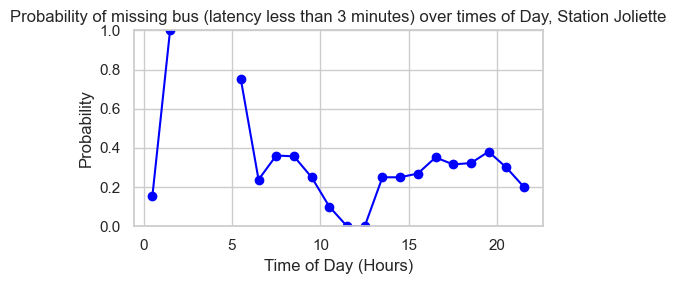 Probability of missing bus (latency less than 3 minutes) over times of Day, Station Joliette
1.0
0.8
0.6
0.4
0.2
0.0
Probability
0 5 10 15 20
Time of Day (Hours)